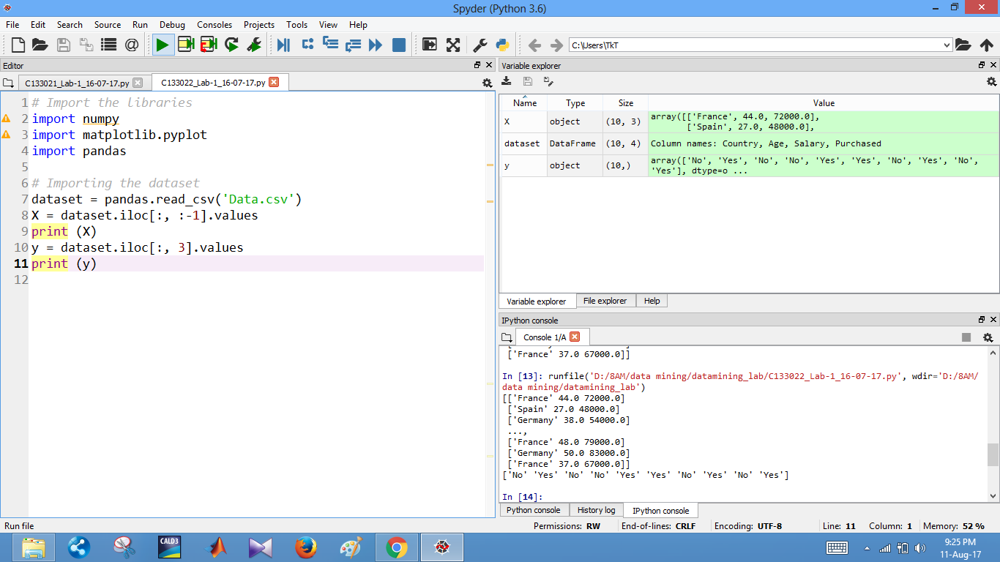 Spyder (Python 3.6)
File Edit Search Source Run Debug Consoles Projects Tools View Help
C:\Users\TkT
Editor
C133021_Lab-1_16-07-17.py C133022_Lab-1_16-07-17.py
1 # Import the libraries
2 import numpy
3 import matplotlib.pyplot
4 import pandas
5
6 # Importing the dataset
7 dataset = pandas.read_csv('Data.csv')
8 X = dataset.iloc[:, :-1].values
9 print (X)
10 y = dataset.iloc[:, 3].values
11 print (y)
12
Variable explorer
Name Type Size Value
X object (10, 3) array([['France', 44.0, 72000.0],
['Spain', 27.0, 48000.0],
dataset DataFrame (10, 4) Column names: Country, Age, Salary, Purchased
y object (10,) array(['No', 'Yes', 'No', 'No', 'Yes', 'Yes', 'No', 'Yes', 'No',
'Yes'], dtype=o ...
Variable explorer File explorer Help
IPython console
Console 1/A
['France' 37.0 67000.0]]
In [13]: runfile('D:/8AM/data mining/datamining_lab/C133022_Lab-1_16-07-17.py', wdir='D:/8AM/
data mining/datamining_lab')
[['France' 44.0 72000.0]
['Spain' 27.0 48000.0]
['Germany' 38.0 54000.0]
...,
['France' 48.0 79000.0]
['Germany' 50.0 83000.0]
['France' 37.0 67000.0]]
['No' 'Yes' 'No' 'No' 'Yes' 'Yes' 'No' 'Yes' 'No' 'Yes']
In [14]:
Python console History log IPython console
Run file
Permissions: RW End-of-lines: CRLF Encoding: UTF-8 Line: 11 Column: 1 Memory: 52 %
CALD3
9:25 PM
11-Aug-17